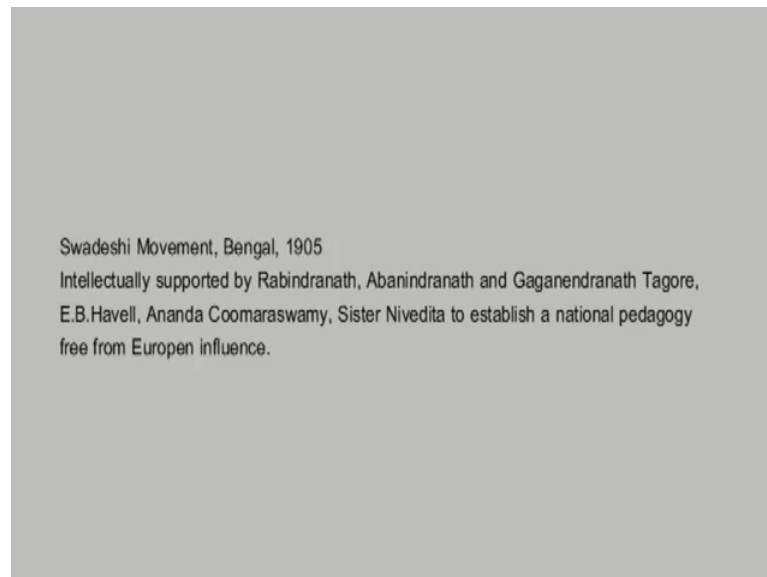 Swadeshi Movement, Bengal, 1905
Intellectually supported by Rabindranath, Abanindranath and Gaganendranath Tagore,
E.B.Havell, Ananda Coomaraswamy, Sister Nivedita to establish a national pedagogy
free from Europen influence.